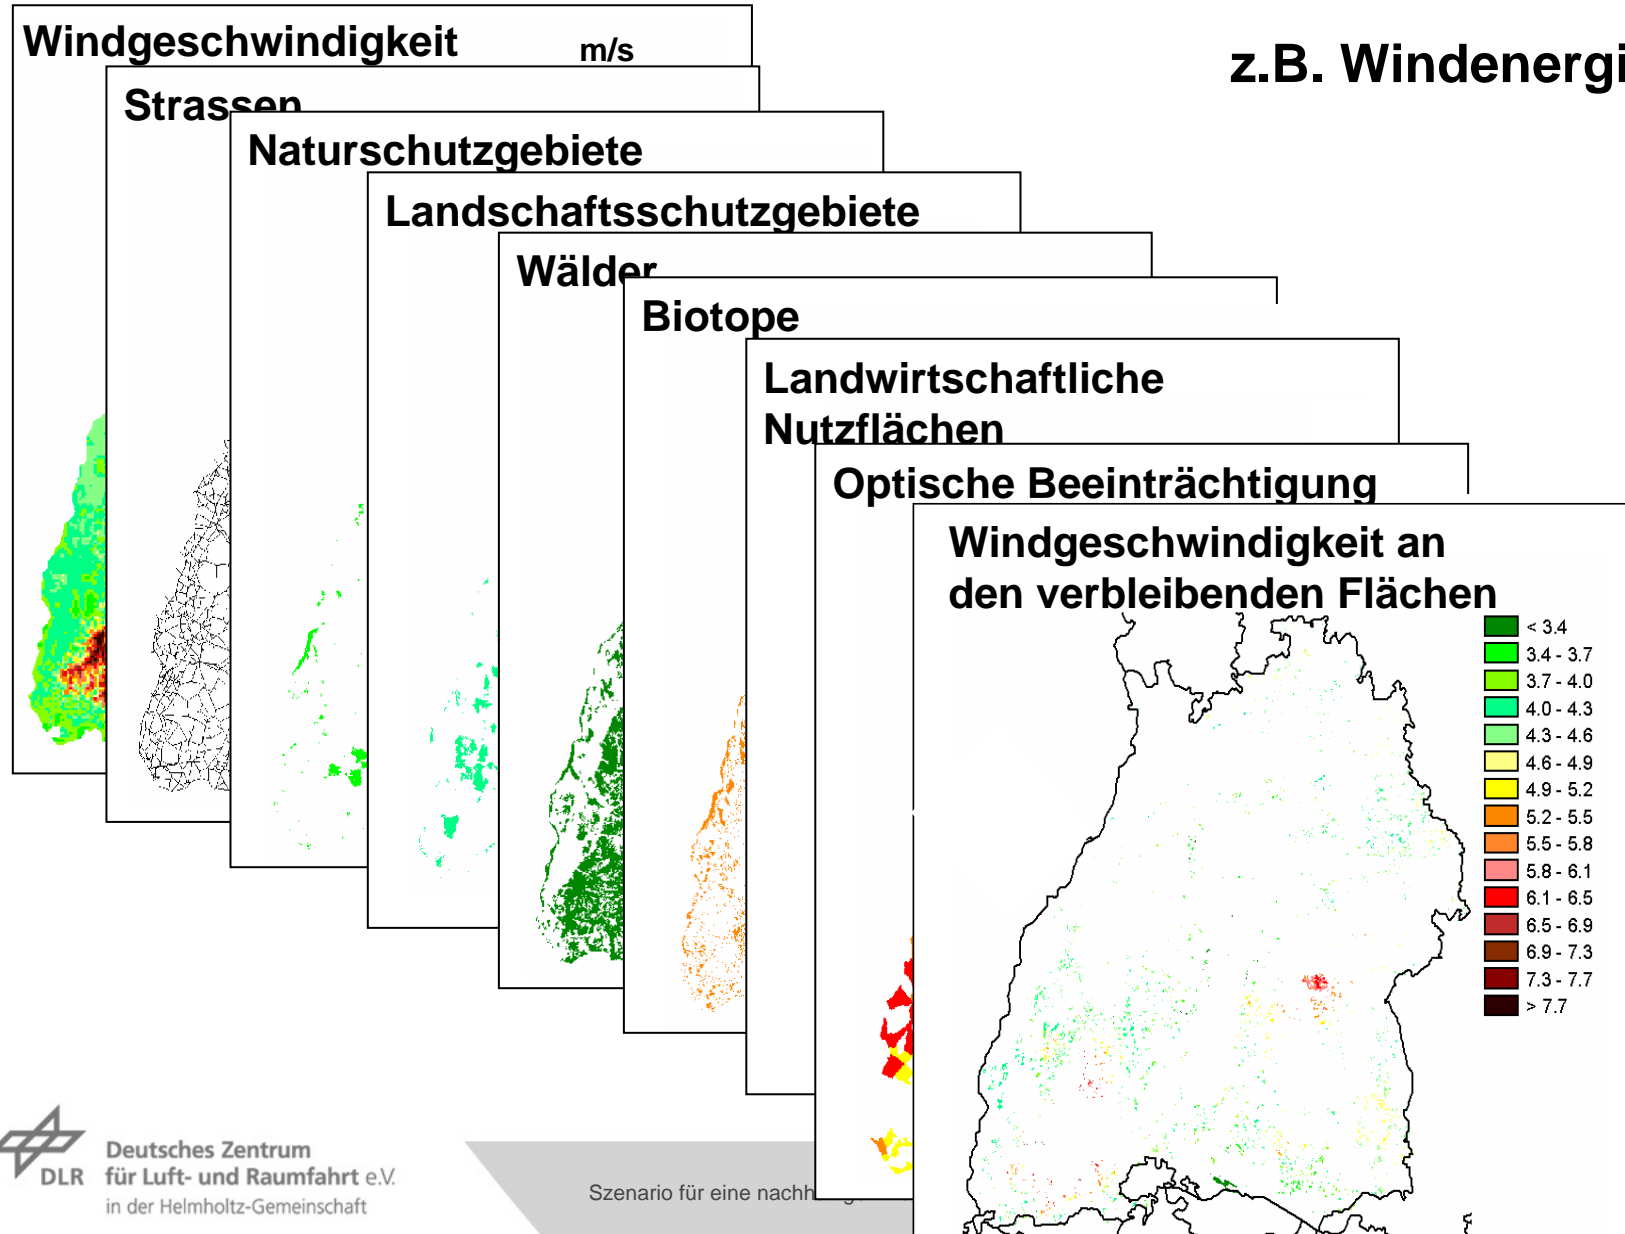 Windgeschwindigkeit m/s
z.B. Windenergi
Strassen
Naturschutzgebiete
Landschaftsschutzgebiete
Wälder
Biotope
Landwirtschaftliche
Nutzflächen
Optische Beeinträchtigung
Windgeschwindigkeit an
den verbleibenden Flächen
< 3.4
3.4 - 3.7
3.7 - 4.0
4.0 - 4.3
4.3 - 4.6
4.6 - 4.9
4.9 - 5.2
5.2 - 5.5
5.5 - 5.8
5.8 - 6.1
6.1 - 6.5
6.5 - 6.9
6.9 - 7.3
7.3 - 7.7
> 7.7
DLR
Deutsches Zentrum
für Luft- und Raumfahrt e.V.
in der Helmholtz-Gemeinschaft
Szenario für eine